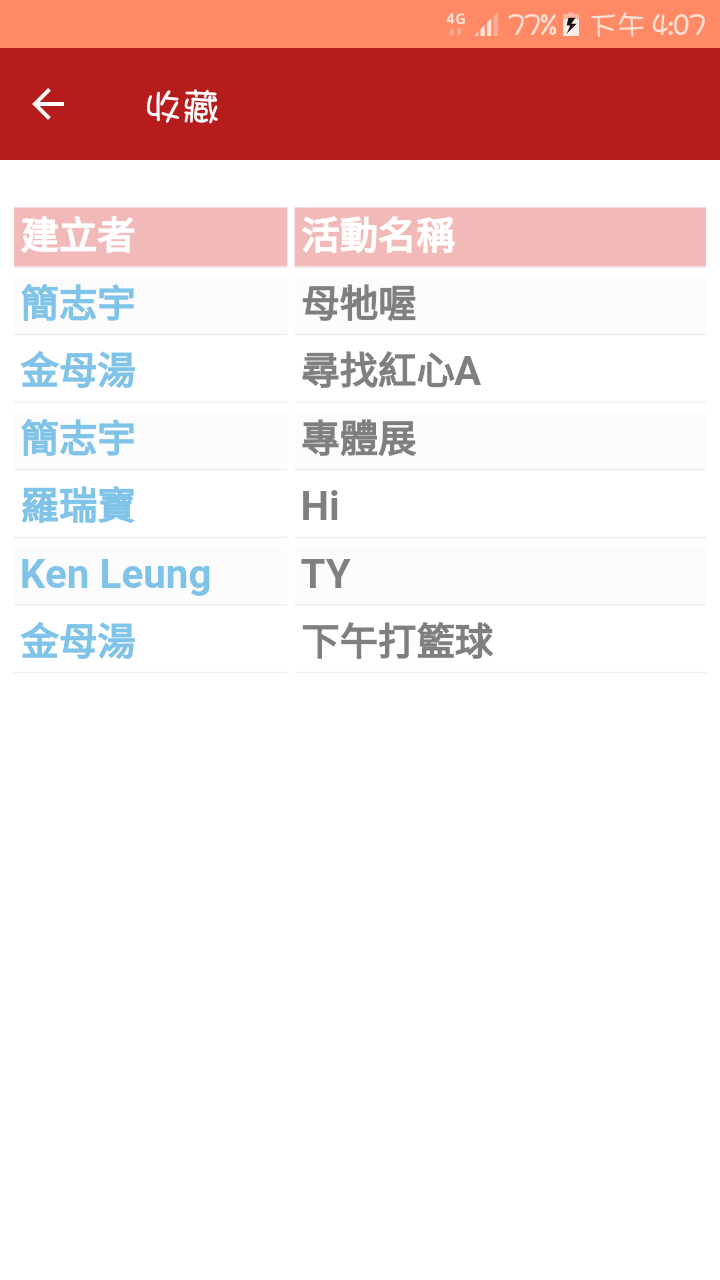 4G 77% 下午 4:07
收藏
建立者 活動名稱
簡志宇 母牠喔
金母湯 尋找紅心A
簡志宇 專體展
羅瑞寶 Hi
Ken Leung TY
金母湯 下午打籃球